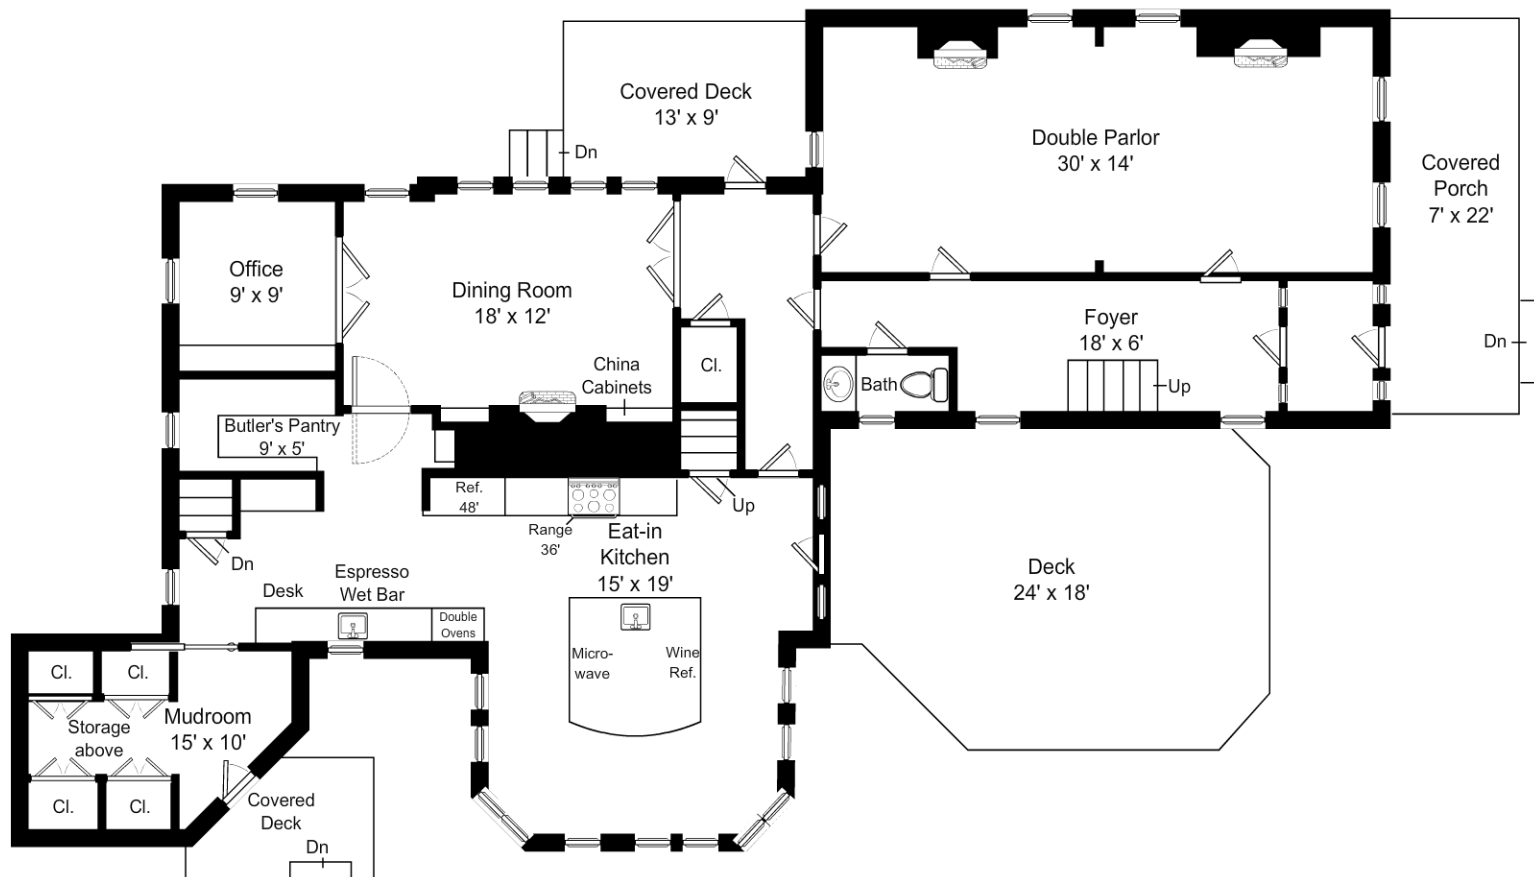 Covered Deck
13' x 9'
Dn
Double Parlor
30' x 14'
Covered
Porch
7' x 22'
Dn
Office
9' x 9'
Dining Room
18' x 12'
China
Cabinets
Cl.
Foyer
18' x 6'
Up
Bath
Butler's Pantry
9' x 5'
Ref.
48'
Range
36'
Up
Eat-in
Kitchen
15' x 19'
Dn
Desk
Espresso
Wet Bar
Double
Ovens
Micro-
wave
Wine
Ref.
Deck
24' x 18'
Cl.
Cl.
Storage
above
Mudroom
15' x 10'
Cl.
Cl.
Covered
Deck
Dn